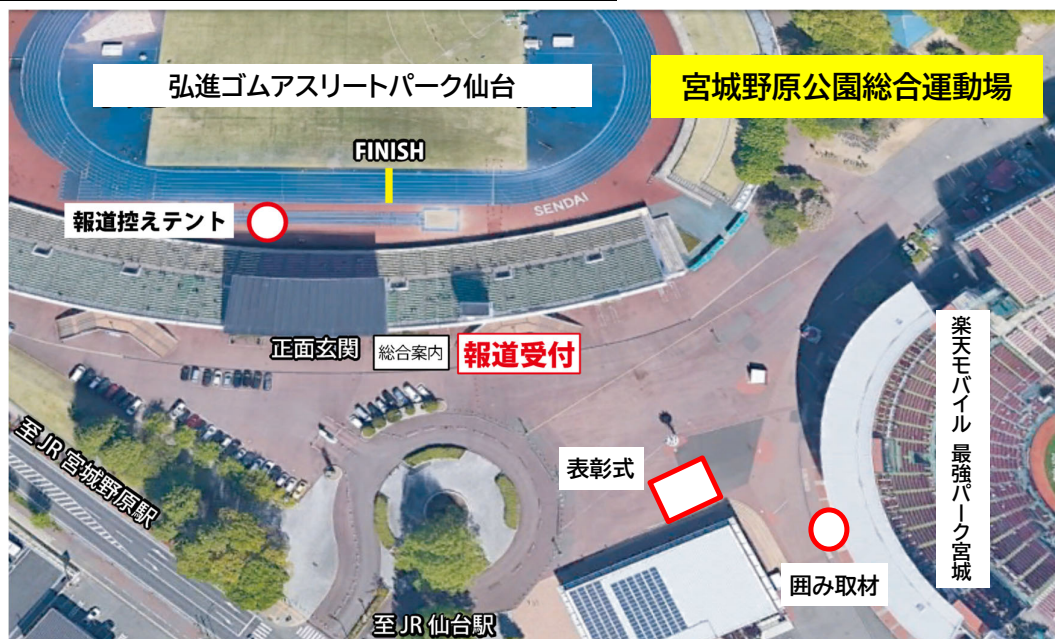 弘進ゴムアスリートパーク仙台
宮城野原公園総合運動場
FINISH
SENDAI
報道控えテント
正面玄関
総合案内
報道受付
楽天モバイル 最強パーク宮城
至JR 宮城野原駅
表彰式
囲み取材
至JR 仙台駅